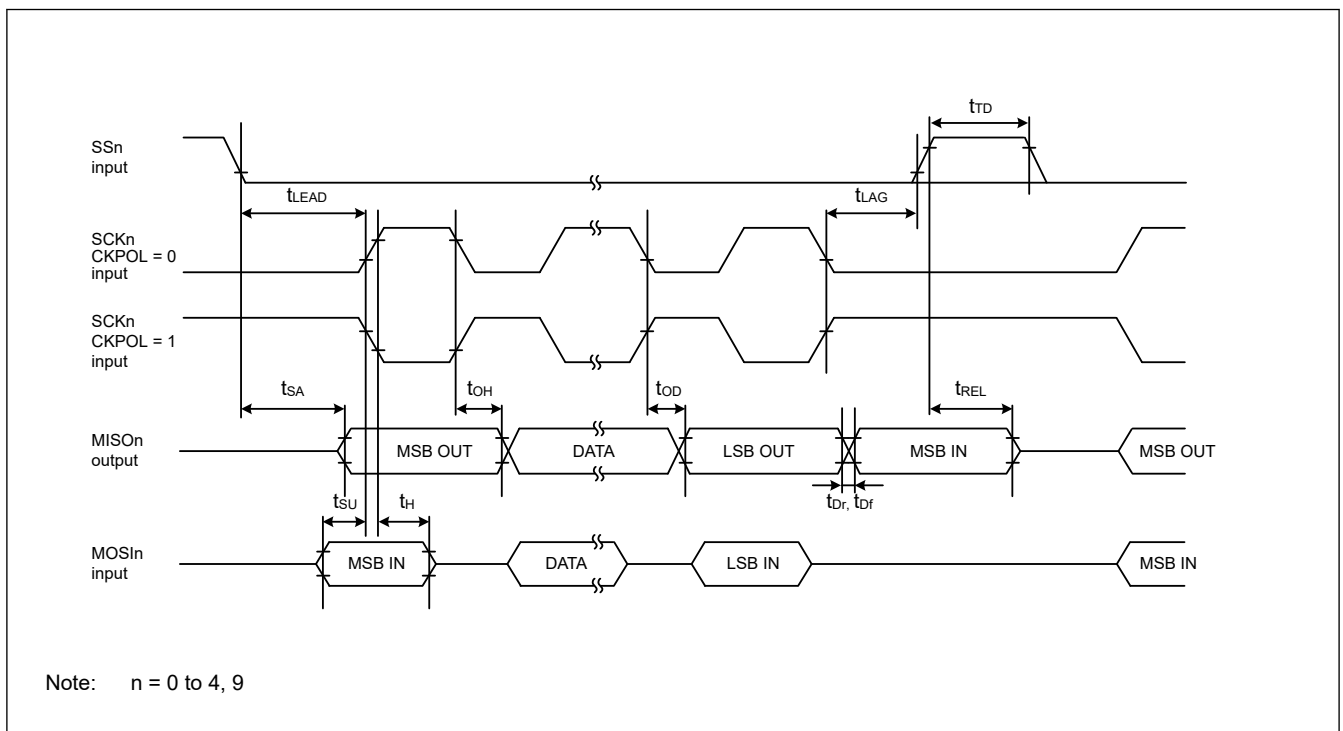 tTD
SSn
input
tLEAD
tLAG
SCKn
CKPOL = 0
input
SCKn
CKPOL = 1
input
tSA
tOH
tOD
tREL
MISOn
output
MSB OUT
DATA
LSB OUT
MSB IN
MSB OUT
tSU
tH
tDr, tDf
MOSIn
input
MSB IN
DATA
LSB IN
MSB IN
Note: n = 0 to 4, 9